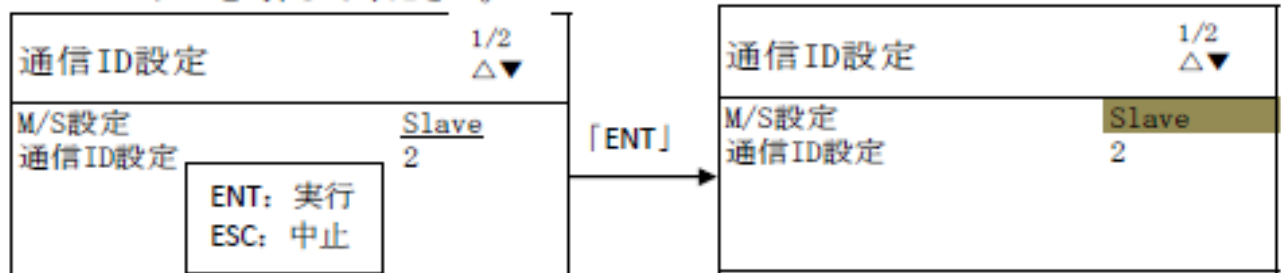 通信ID設定
1/2
△▼
M/S設定 Slave
通信ID設定 2
ENT: 実行
ESC: 中止
「ENT」
通信ID設定
1/2
△▼
M/S設定 Slave
通信ID設定 2